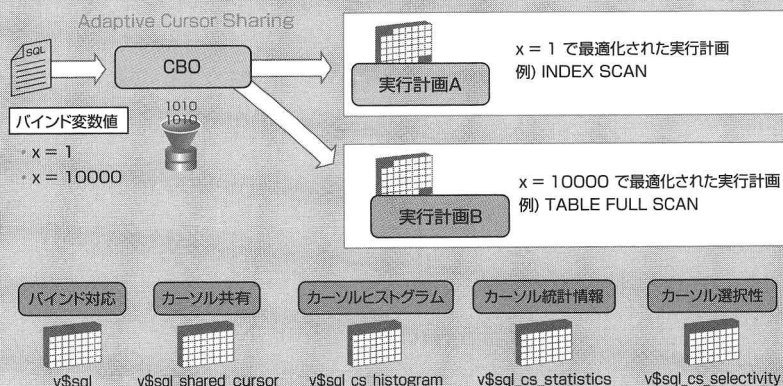 Adaptive Cursor Sharing
SQL
CBO
1010
1010
バインド変数値
・x = 1
・x = 10000
実行計画A
x = 1 で最適化された実行計画
例) INDEX SCAN
実行計画B
x = 10000 で最適化された実行計画
例) TABLE FULL SCAN
バインド対応
カーソル共有
カーソルヒストグラム
カーソル統計情報
カーソル選択性
v$sql
v$sql_shared_cursor
v$sql_cs_histogram
v$sql_cs_statistics
v$sql_cs_selectivity